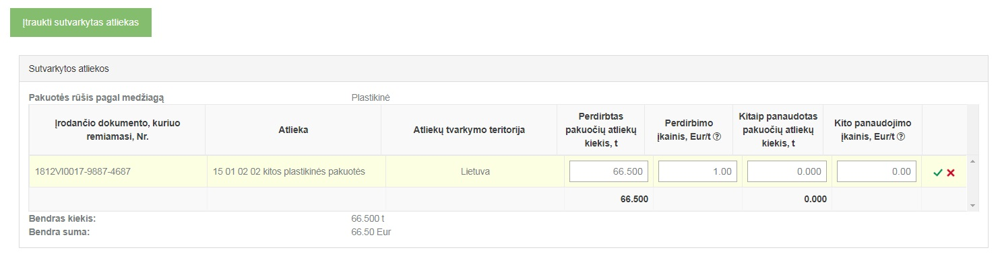 Įtraukti sutvarkytas atliekas
Sutvarkytos atliekos
Pakuotės rūšis pagal medžiagą Plastikinė
Įrodančio dokumento, kuriuo
remiamasi, Nr.
Atlieka
Atliekų tvarkymo teritorija
Perdirbtas
pakuočių atliekų
kiekis, t
Perdirbimo
įkainis, Eur/t
Kitaip panaudotas
pakuočių atliekų
kiekis, t
Kito panaudojimo
įkainis, Eur/t
1812VI0017-9887-4687 15 01 02 02 kitos plastikinės pakuotės Lietuva 66.500 1.00 0.000 0.00
66.500 0.000
Bendras kiekis: 66.500 t
Bendra suma: 66.50 Eur